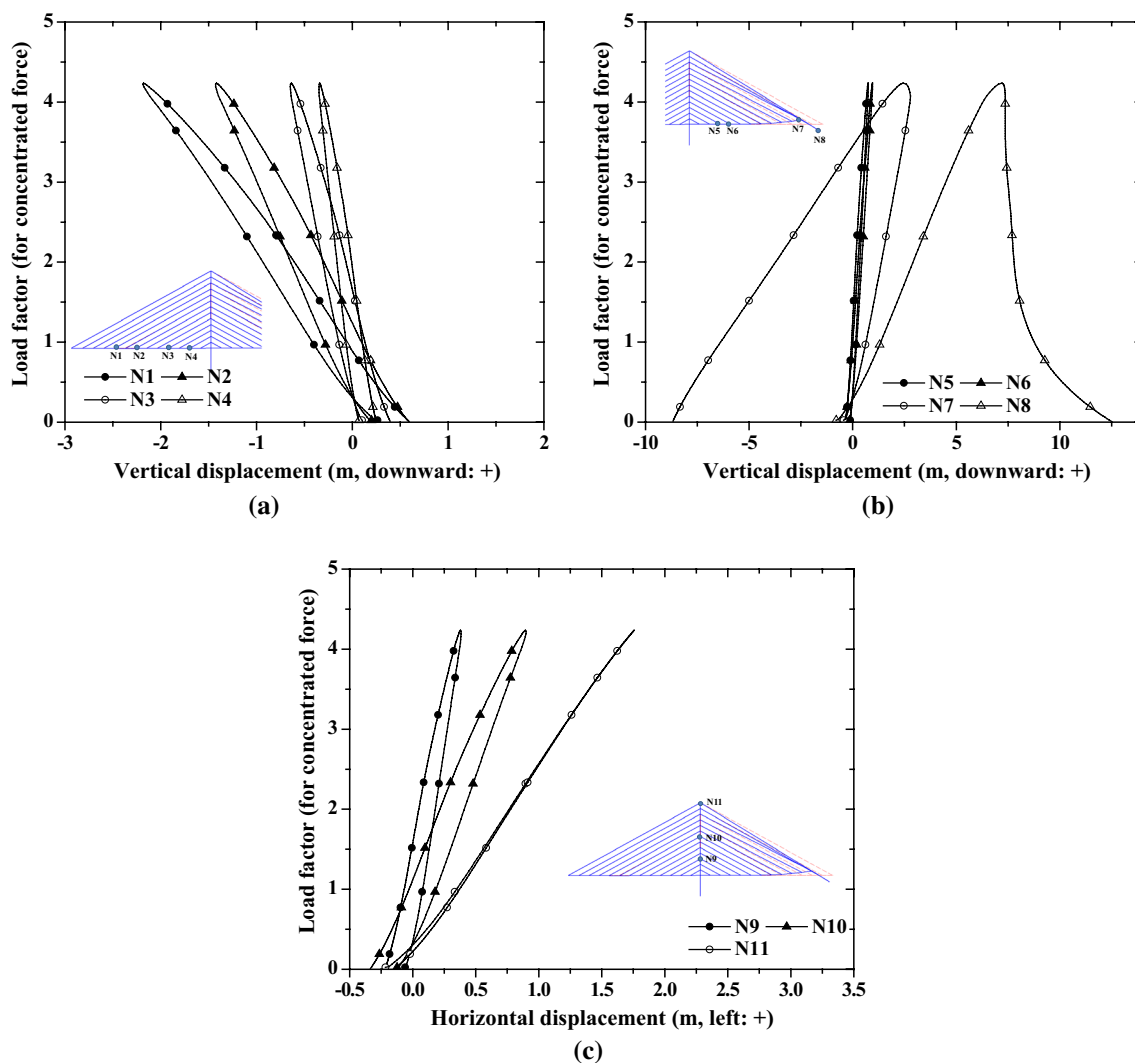 5
4
3
2
1
0
Load factor (for concentrated force)
N1 N2 N3 N4
N1 N2
N3 N4
-3 -2 -1 0 1 2
Vertical displacement (m, downward: +)
(a)
5
4
3
2
1
0
Load factor (for concentrated force)
N5 N6 N7 N8
N5 N6
N7 N8
-10 -5 0 5 10
Vertical displacement (m, downward: +)
(b)
5
4
3
2
1
0
Load factor (for concentrated force)
N11
N10
N9
N9 N10
N11
-0.5 0.0 0.5 1.0 1.5 2.0 2.5 3.0 3.5
Horizontal displacement (m, left: +)
(c)